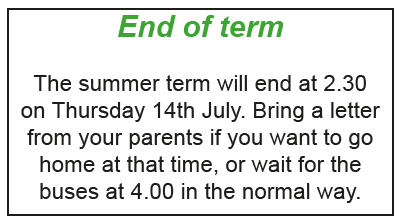 End of term
The summer term will end at 2.30
on Thursday 14th July. Bring a letter
from your parents if you want to go
home at that time, or wait for the
buses at 4.00 in the normal way.